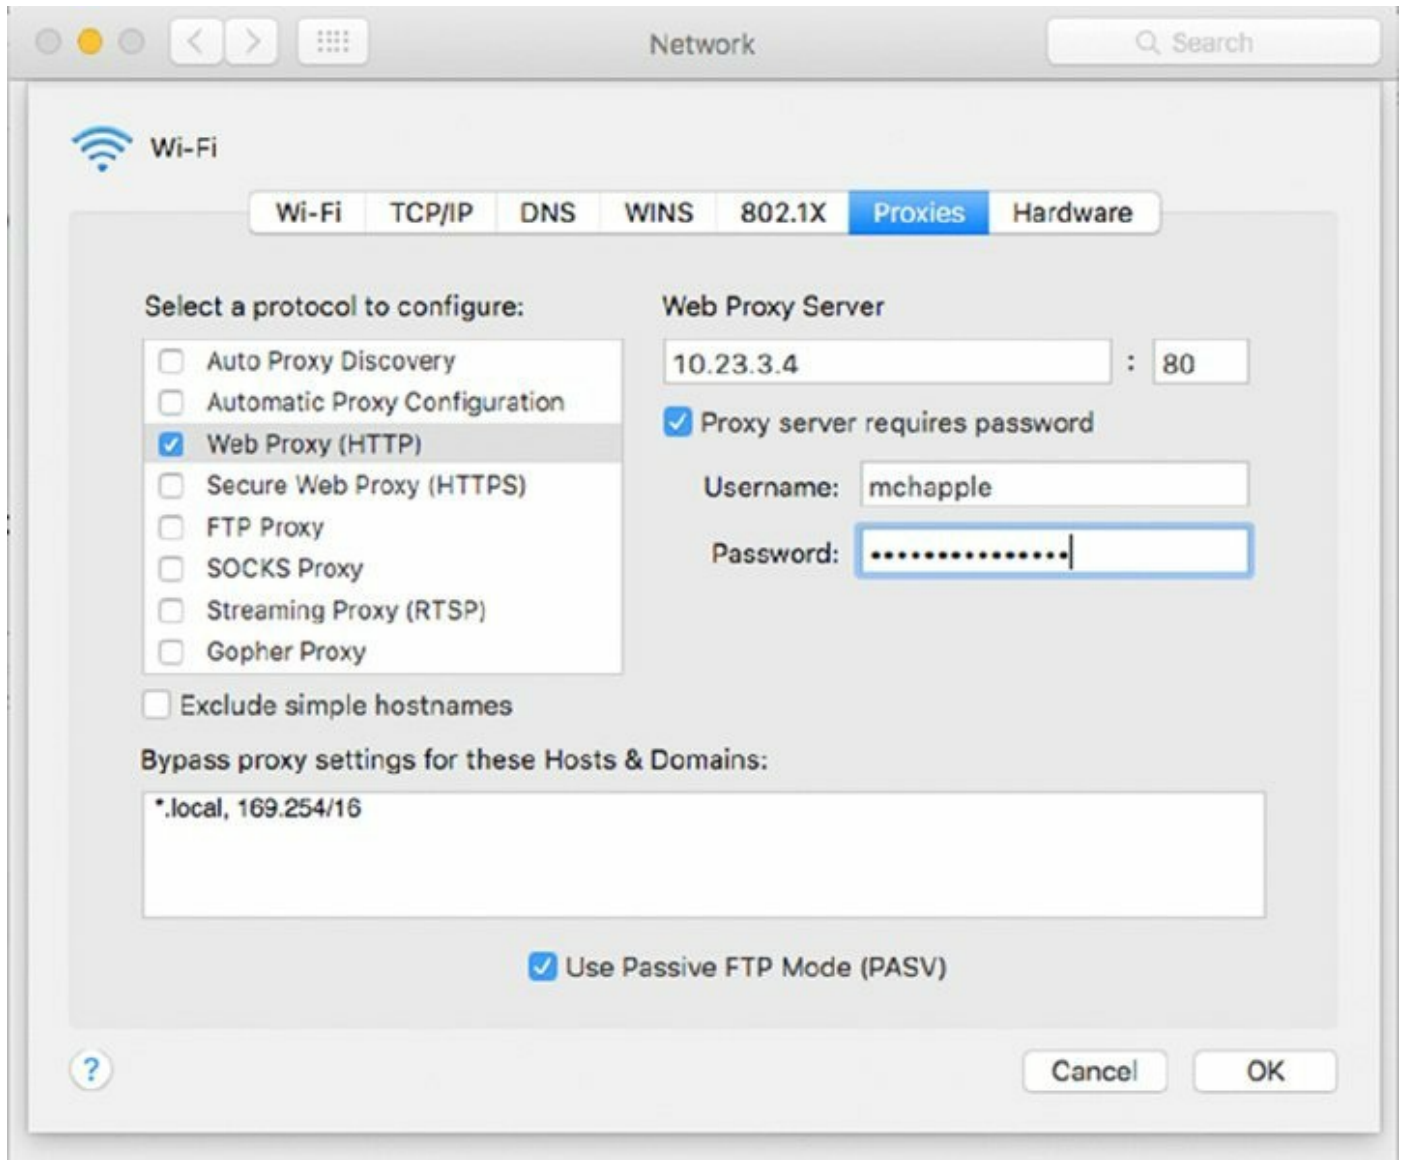 Network
Search
Wi-Fi
Wi-Fi TCP/IP DNS WINS 802.1X Proxies Hardware
Select a protocol to configure:
Auto Proxy Discovery
Automatic Proxy Configuration
Web Proxy (HTTP)
Secure Web Proxy (HTTPS)
FTP Proxy
SOCKS Proxy
Streaming Proxy (RTSP)
Gopher Proxy
Web Proxy Server
10.23.3.4 : 80
Proxy server requires password
Username: mchapple
Password: •••••••••••••••
Exclude simple hostnames
Bypass proxy settings for these Hosts & Domains:
*.local, 169.254/16
Use Passive FTP Mode (PASV)
?
Cancel
OK